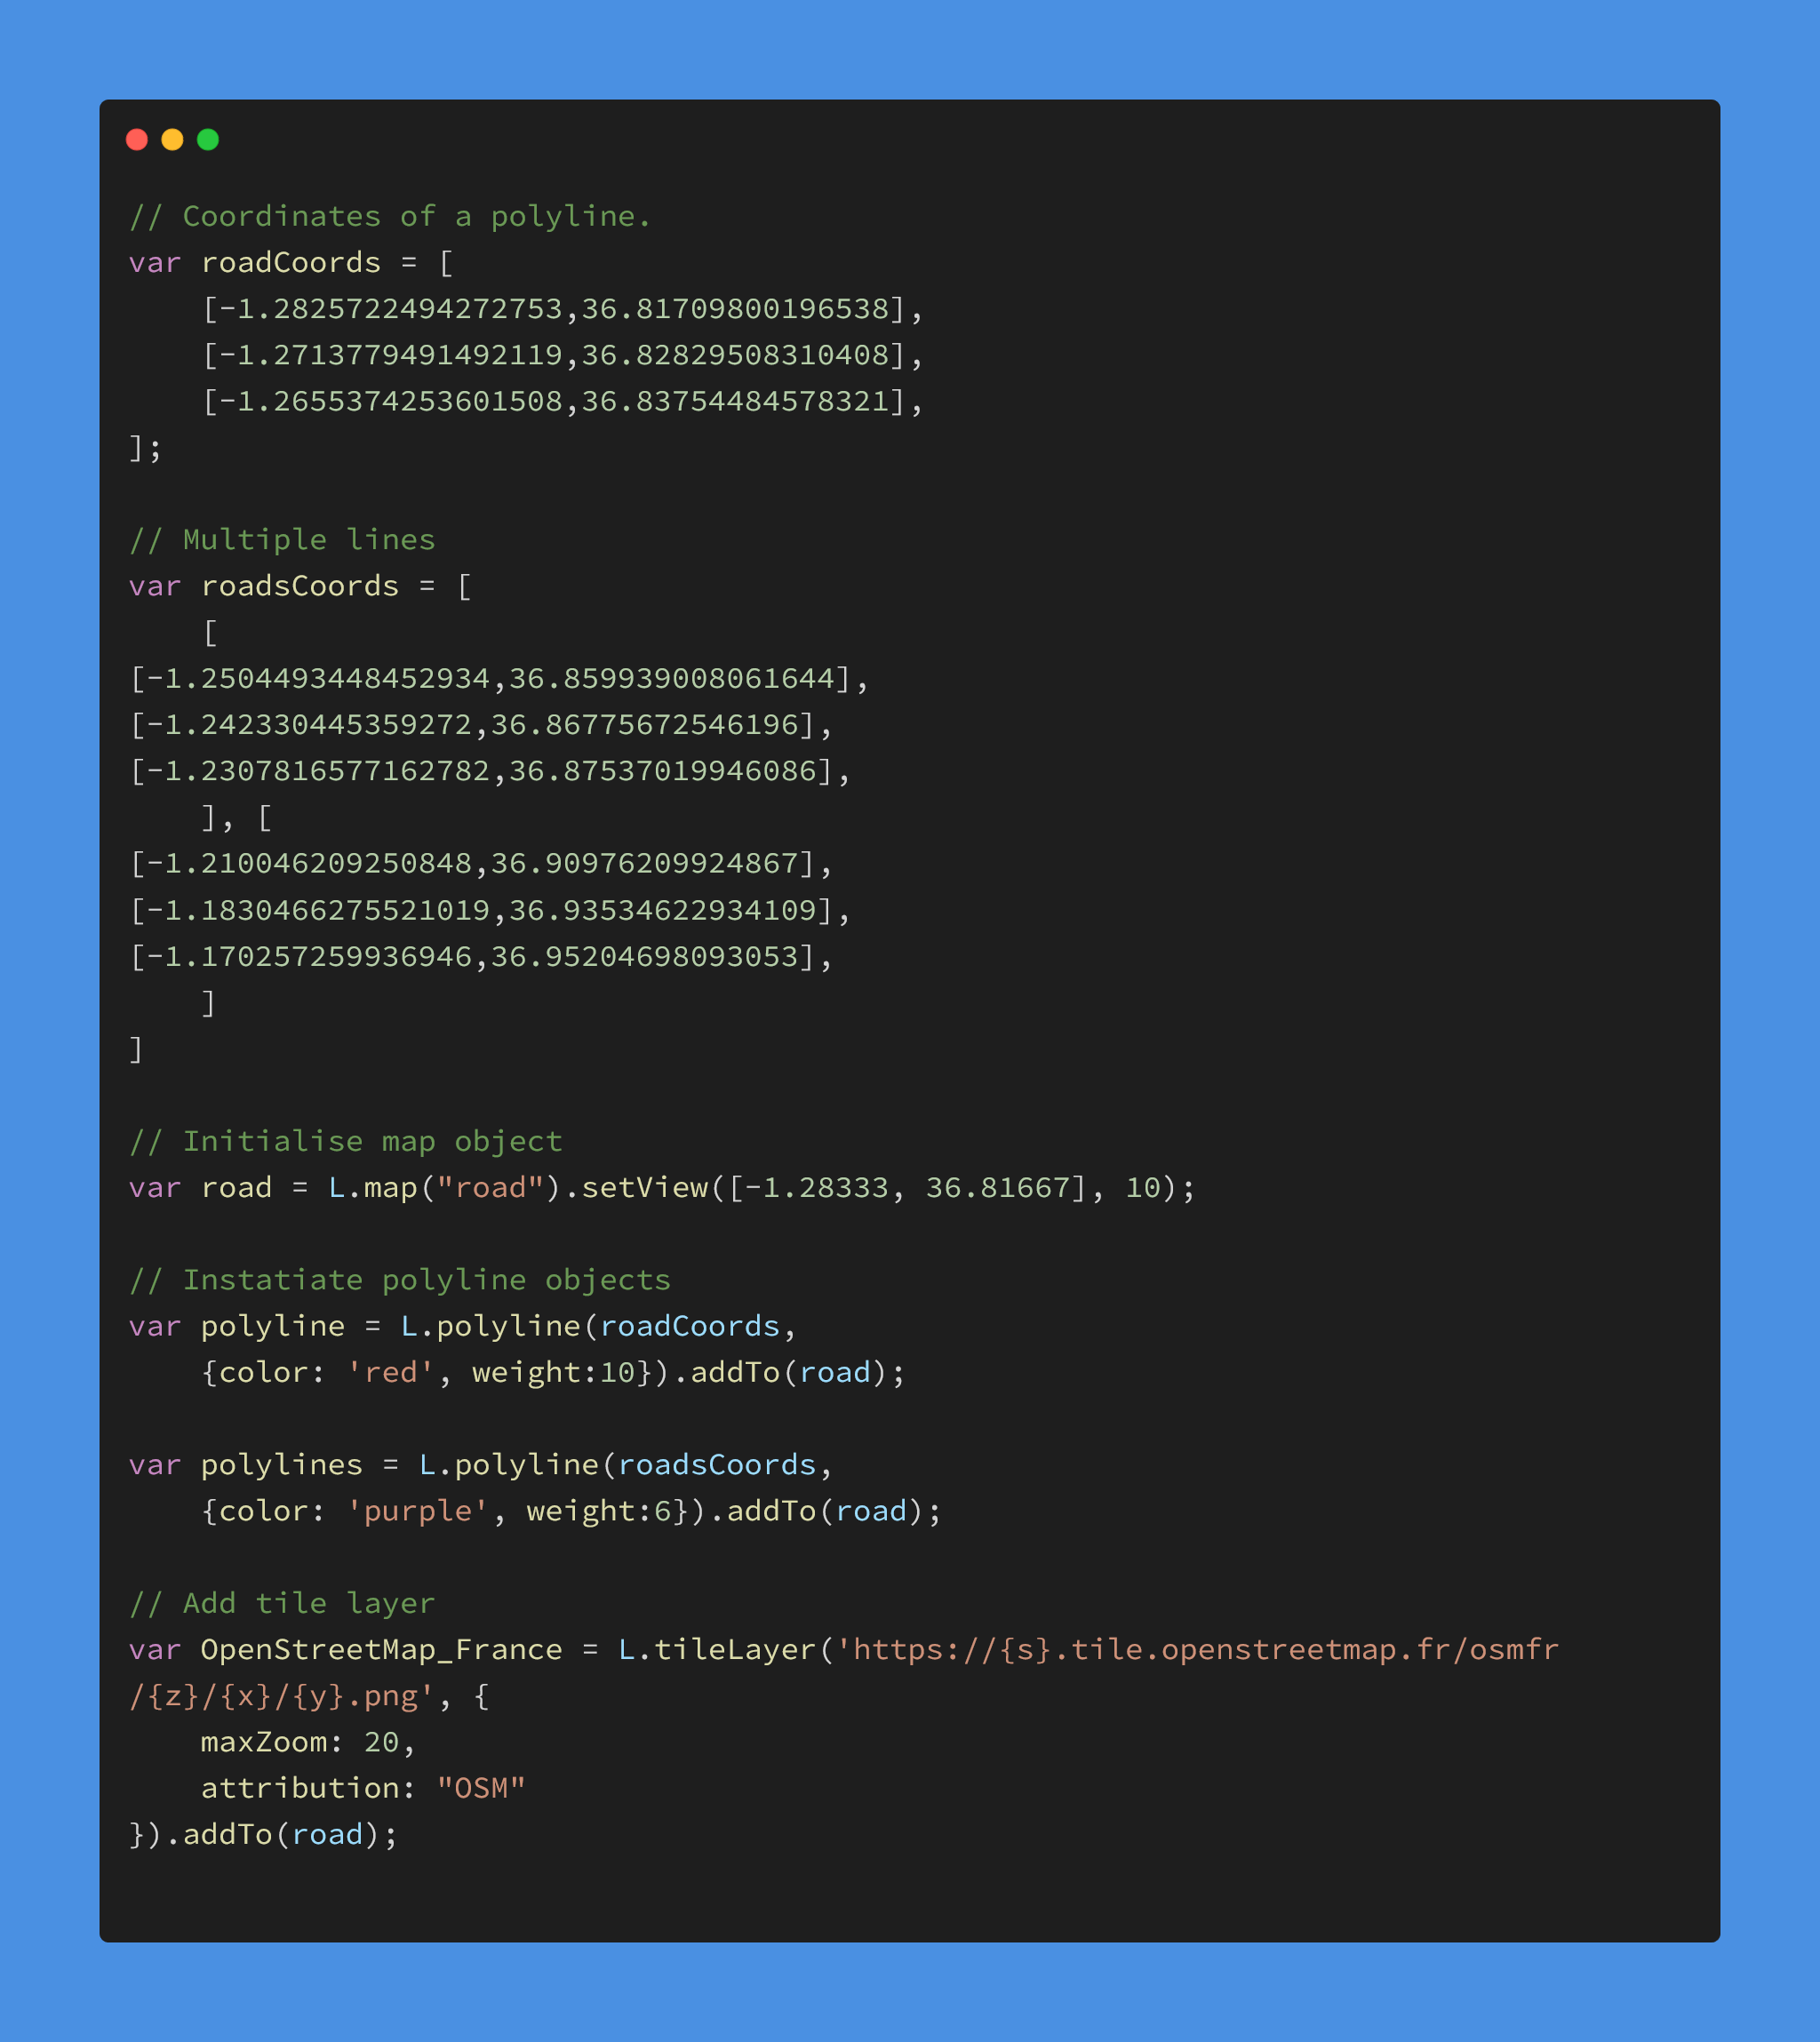 // Coordinates of a polyline.
var roadCoords = [
    [-1.2825722494272753,36.81709800196538],
    [-1.2713779491492119,36.82829508310408],
    [-1.2655374253601508,36.83754484578321],
];

// Multiple lines
var roadsCoords = [
    [
[-1.2504493448452934,36.859939008061644],
[-1.242330445359272,36.86775672546196],
[-1.2307816577162782,36.87537019946086],
    ], [
[-1.210046209250848,36.90976209924867],
[-1.1830466275521019,36.93534622934109],
[-1.170257259936946,36.95204698093053],
    ]
]

// Initialise map object
var road = L.map("road").setView([-1.28333, 36.81667], 10);

// Instatiate polyline objects
var polyline = L.polyline(roadCoords,
    {color: 'red', weight:10}).addTo(road);

var polylines = L.polyline(roadsCoords,
    {color: 'purple', weight:6}).addTo(road);

// Add tile layer
var OpenStreetMap_France = L.tileLayer('https://{s}.tile.openstreetmap.fr/osmfr
/{z}/{x}/{y}.png', {
    maxZoom: 20,
    attribution: "OSM"
}).addTo(road);